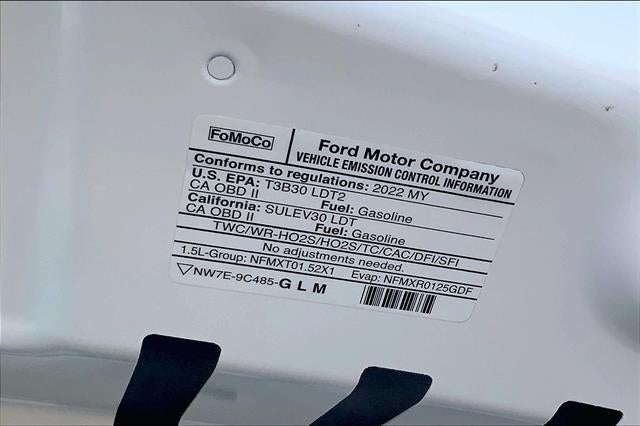 FoMoCo
Ford Motor Company
VEHICLE EMISSION CONTROL INFORMATION
Conforms to regulations: 2022 MY
U.S. EPA: T3B30 LDT2
CA OBD II Fuel: Gasoline
California: SULEV30 LDT
CA OBD II Fuel: Gasoline
TWC/WR-HO2S/HO2S/TC/CAC/DFI/SFI
No adjustments needed.
1.5L-Group: NFMXT01.52X1 Evap: NFMXR0125GDF
NW7E-9C485-GLM